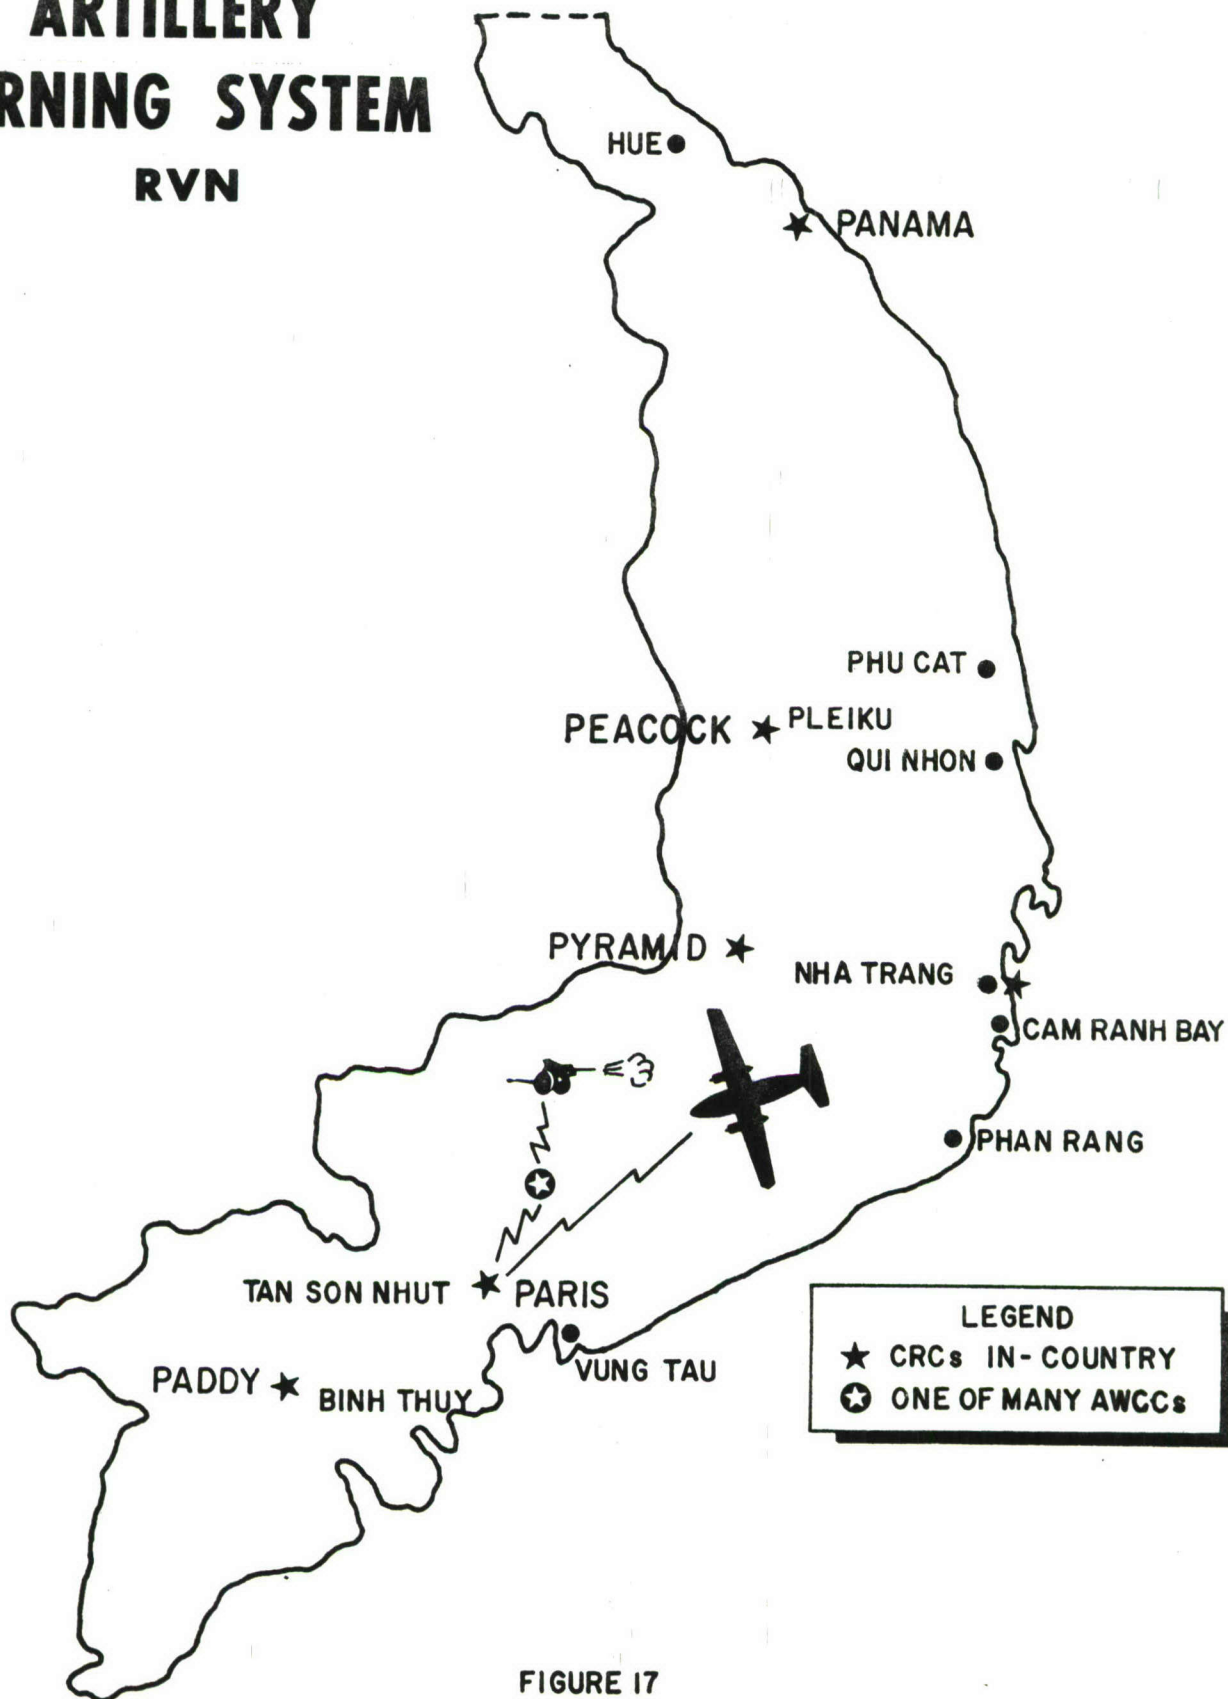 ARTILLERY
RNING SYSTEM
RVN
HUE
PANAMA
PHU CAT
PEACOCK
PLEIKU
QUI NHON
PYRAMID
NHA TRANG
CAM RANH BAY
PHAN RANG
TAN SON NHUT
PARIS
VUNG TAU
PADDY
BINH THUY
LEGEND
CRCs IN-COUNTRY
ONE OF MANY AWCCs
FIGURE 17